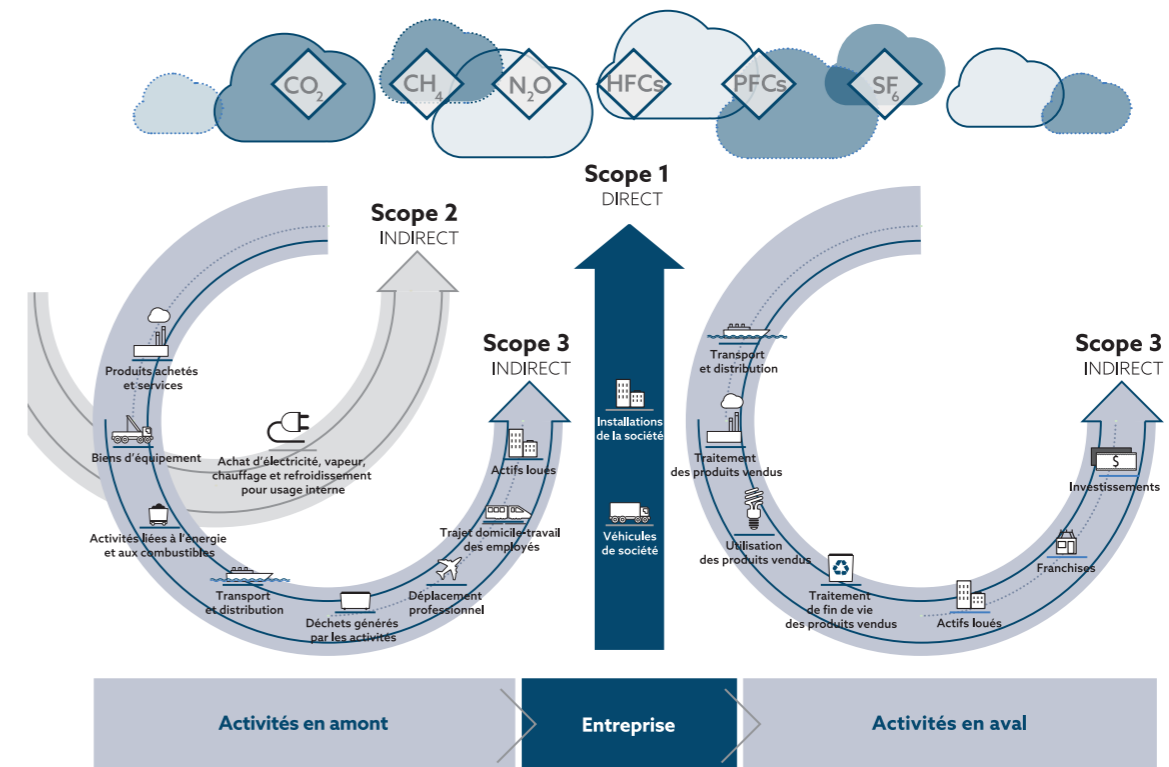 CO2
CH4
N2O
HFCs
PFCs
SF6
Scope 1
DIRECT
Scope 2
INDIRECT
Scope 3
INDIRECT
Scope 3
INDIRECT
Produits achetés
et services
Biens d'équipement
Achat d'électricité, vapeur,
chauffage et refroidissement
pour usage interne
Activités liées à l'énergie
et aux combustibles
Transport
et distribution
Déchets générés
par les activités
Déplacement
professionnel
Trajet domicile-travail
des employés
Actifs loués
Installations
de la société
Véhicules
de société
Transport
et distribution
Traitement
des produits vendus
Utilisation
des produits vendus
Traitement
de fin de vie
des produits vendus
Actifs loués
Franchises
$
Investissements
Activités en amont
Entreprise
Activités en aval